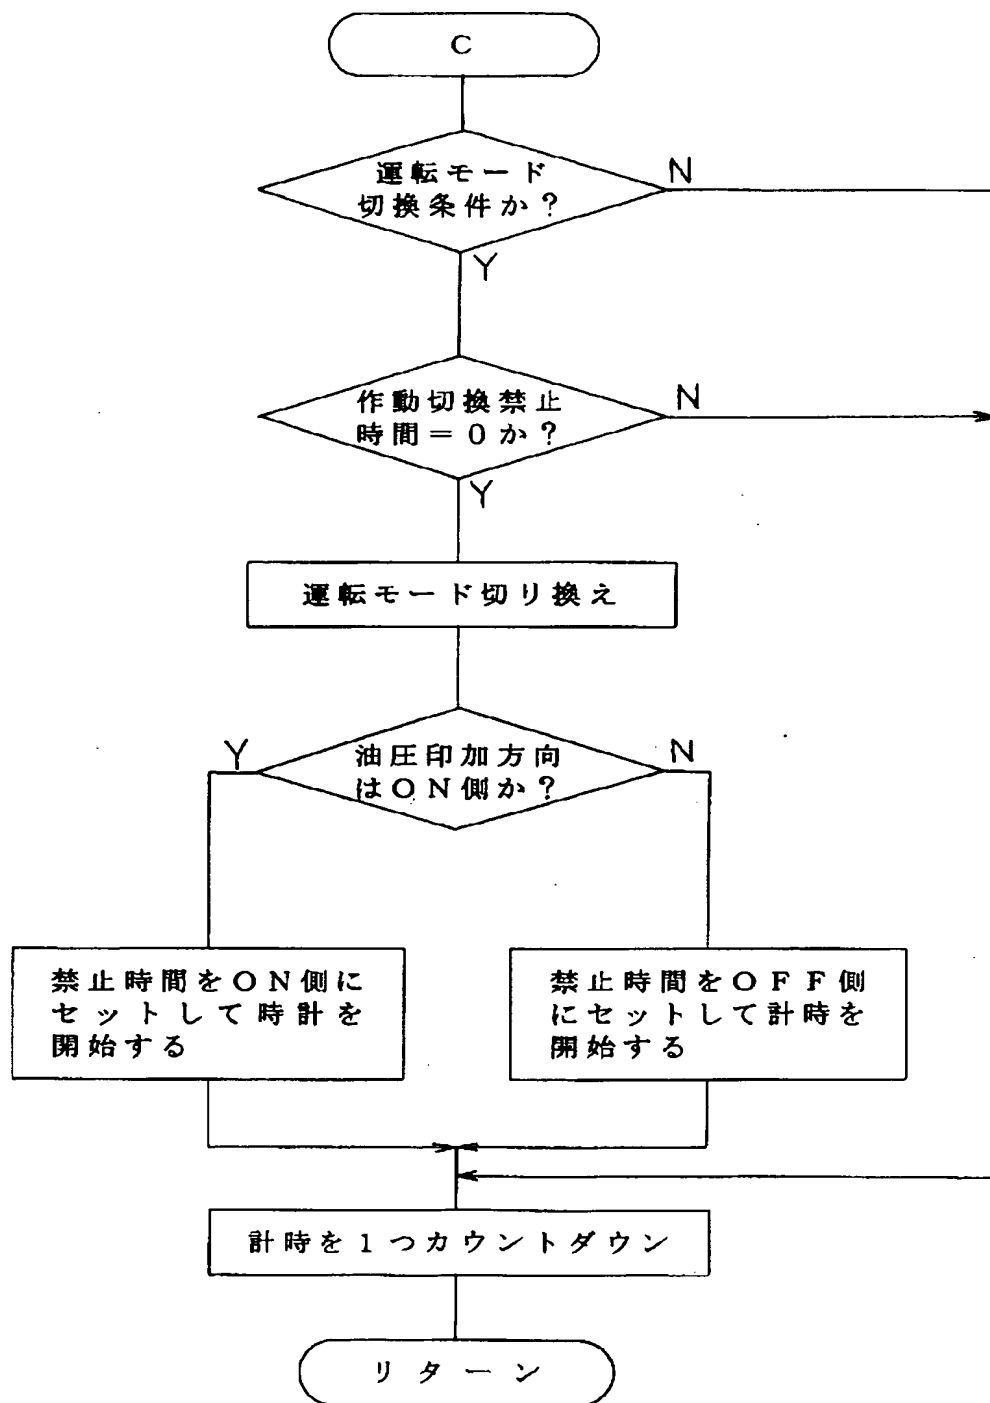 C
運転モード
切換条件か？
N
Y
作動切換禁止
時間＝０か？
N
Y
運転モード切り換え
油圧印加方向
はＯＮ側か？
Y
N
禁止時間をＯＮ側に
セットして時計を
開始する
禁止時間をＯＦＦ側
にセットして計時を
開始する
計時を１つカウントダウン
リターン